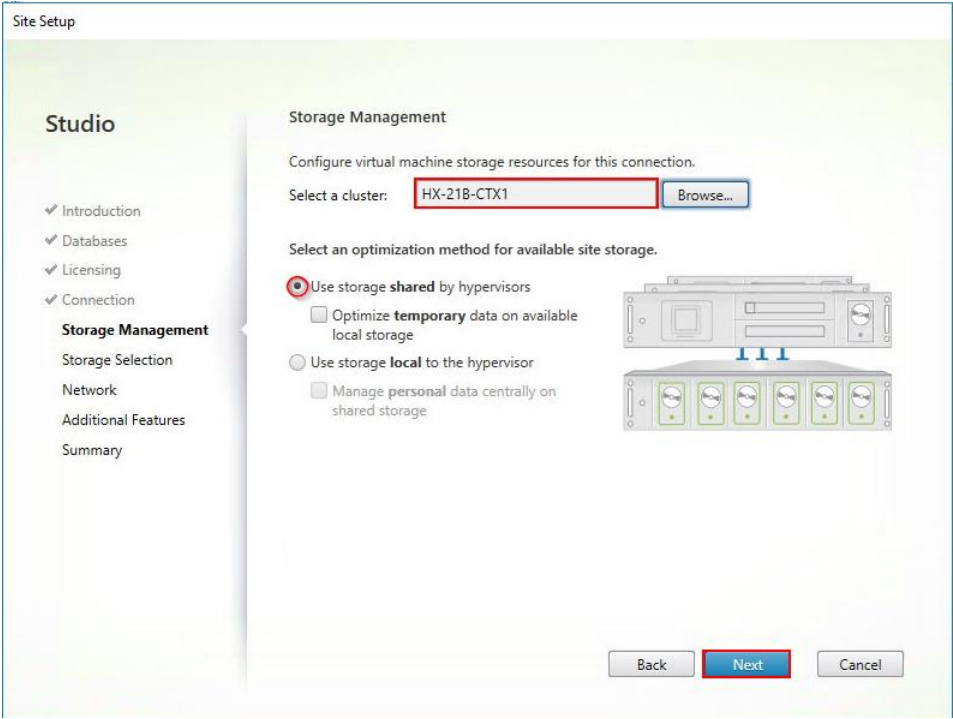 Site Setup
Studio
Introduction
Databases
Licensing
Connection
Storage Management
Storage Selection
Network
Additional Features
Summary
Storage Management
Configure virtual machine storage resources for this connection.
Select a cluster: HX-21B-CTX1 Browse...
Select an optimization method for available site storage.
Use storage shared by hypervisors
Optimize temporary data on available
local storage
Use storage local to the hypervisor
Manage personal data centrally on
shared storage
Back Next Cancel